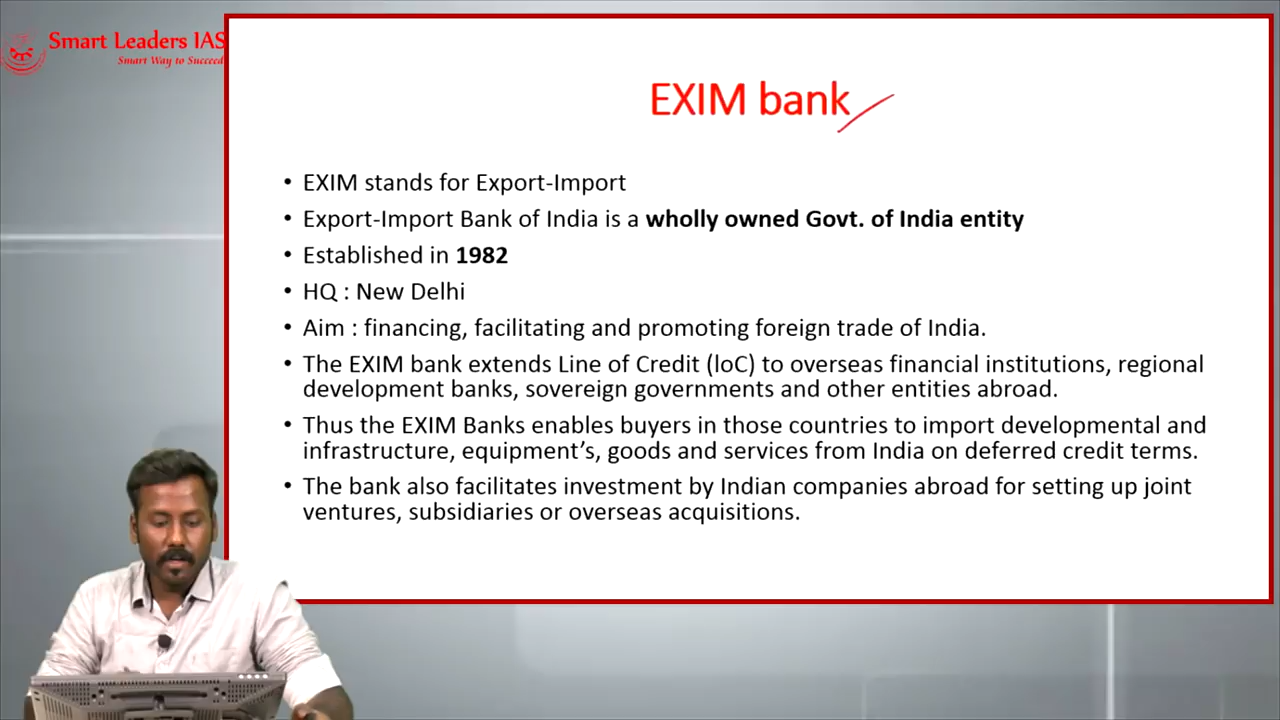 Smart Leaders IAS
Smart Way to Succeed
EXIM bank
• EXIM stands for Export-Import
• Export-Import Bank of India is a wholly owned Govt. of India entity
• Established in 1982
• HQ : New Delhi
• Aim : financing, facilitating and promoting foreign trade of India.
• The EXIM bank extends Line of Credit (loC) to overseas financial institutions, regional
development banks, sovereign governments and other entities abroad.
• Thus the EXIM Banks enables buyers in those countries to import developmental and
infrastructure, equipment’s, goods and services from India on deferred credit terms.
• The bank also facilitates investment by Indian companies abroad for setting up joint
ventures, subsidiaries or overseas acquisitions.